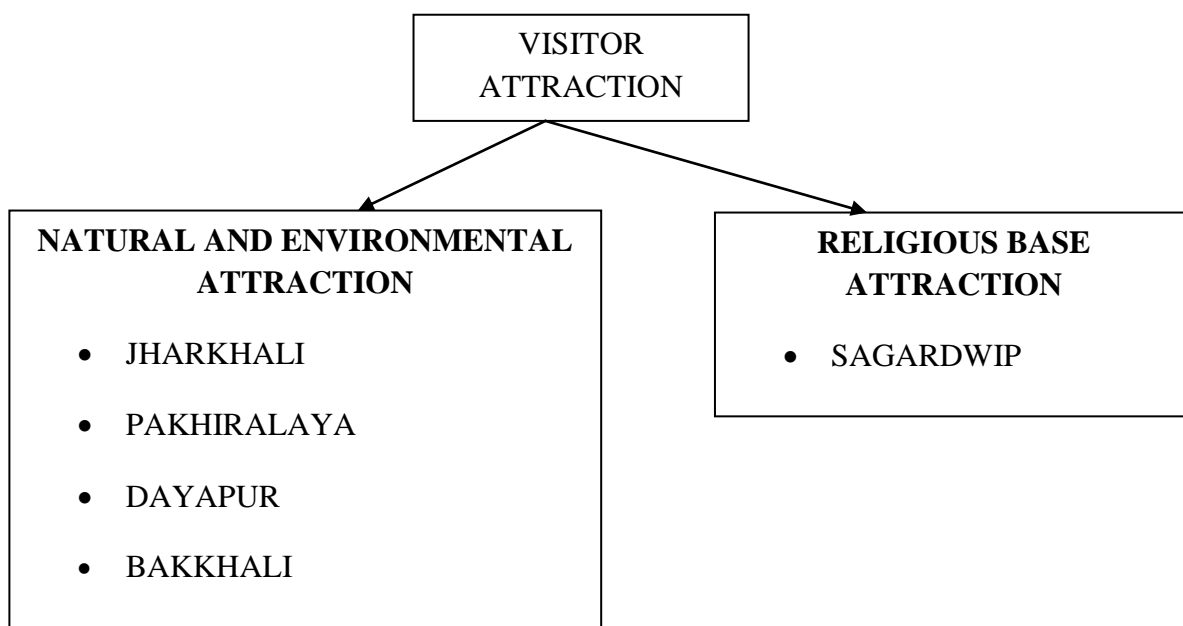 VISITOR
ATTRACTION
NATURAL AND ENVIRONMENTAL
ATTRACTION
• JHARKHALI
• PAKHIRALAYA
• DAYAPUR
• BAKKHALI
RELIGIOUS BASE
ATTRACTION
• SAGARDWIP